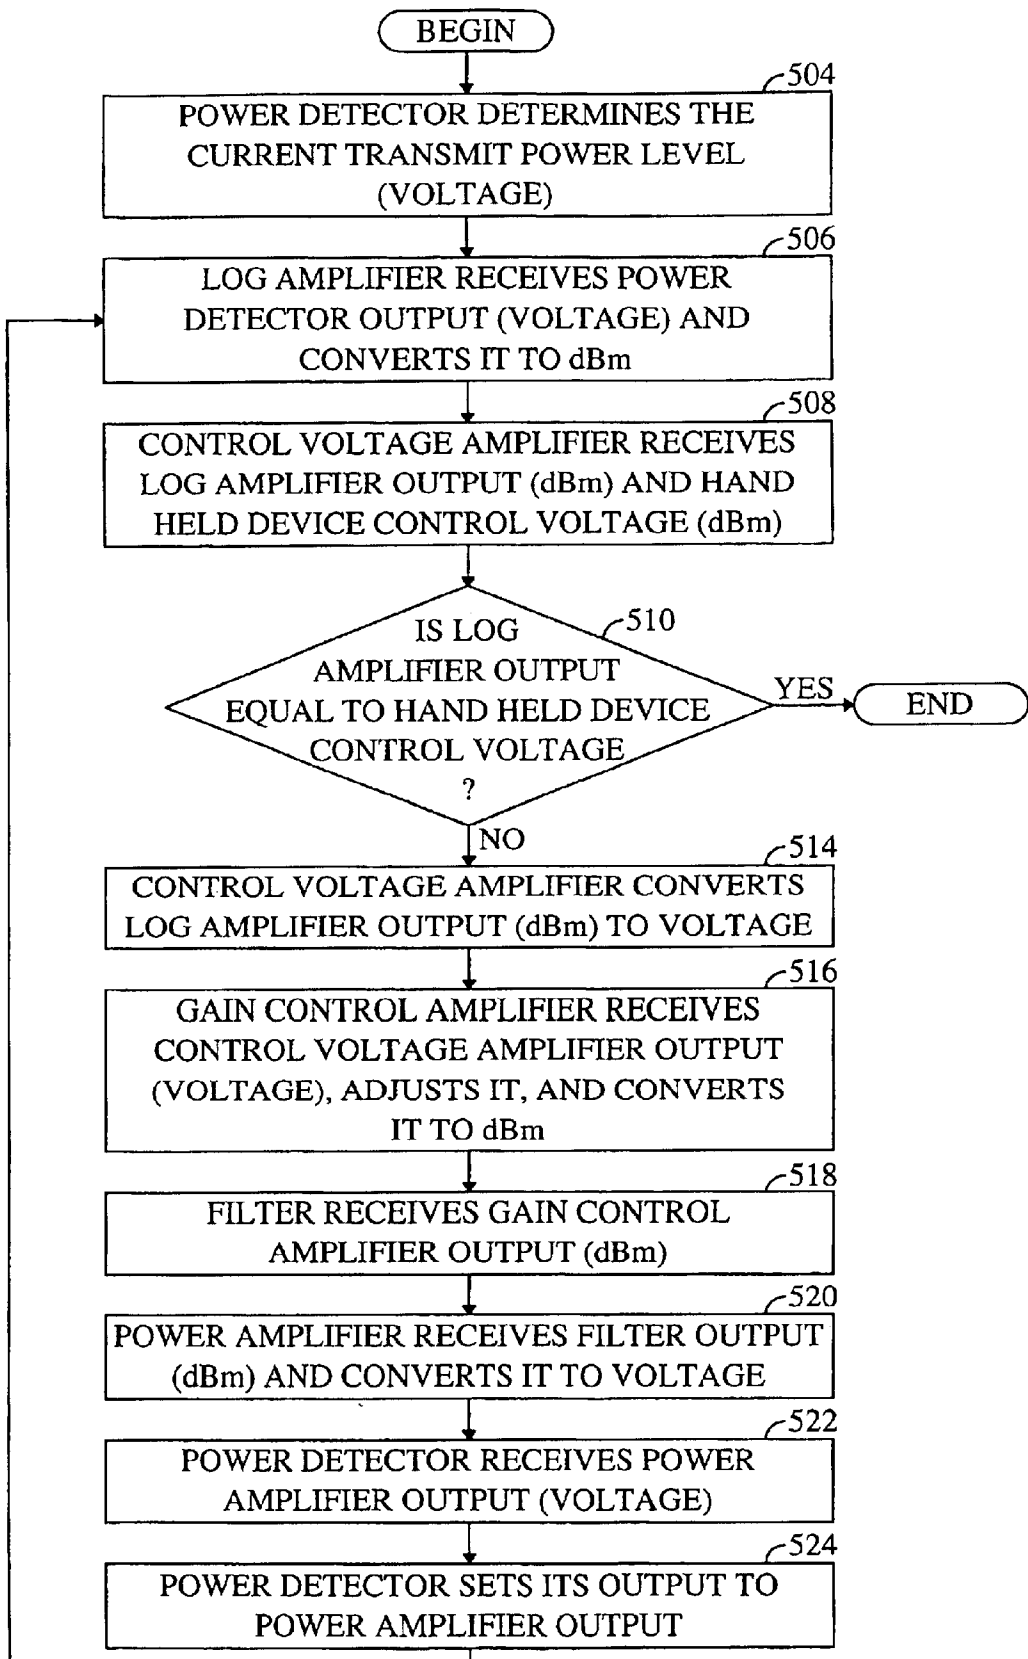 BEGIN
504
POWER DETECTOR DETERMINES THE
CURRENT TRANSMIT POWER LEVEL
(VOLTAGE)
506
LOG AMPLIFIER RECEIVES POWER
DETECTOR OUTPUT (VOLTAGE) AND
CONVERTS IT TO dBm
508
CONTROL VOLTAGE AMPLIFIER RECEIVES
LOG AMPLIFIER OUTPUT (dBm) AND HAND
HELD DEVICE CONTROL VOLTAGE (dBm)
510
IS LOG
AMPLIFIER OUTPUT
EQUAL TO HAND HELD DEVICE
CONTROL VOLTAGE
?
YES
END
NO
514
CONTROL VOLTAGE AMPLIFIER CONVERTS
LOG AMPLIFIER OUTPUT (dBm) TO VOLTAGE
516
GAIN CONTROL AMPLIFIER RECEIVES
CONTROL VOLTAGE AMPLIFIER OUTPUT
(VOLTAGE), ADJUSTS IT, AND CONVERTS
IT TO dBm
518
FILTER RECEIVES GAIN CONTROL
AMPLIFIER OUTPUT (dBm)
520
POWER AMPLIFIER RECEIVES FILTER OUTPUT
(dBm) AND CONVERTS IT TO VOLTAGE
522
POWER DETECTOR RECEIVES POWER
AMPLIFIER OUTPUT (VOLTAGE)
524
POWER DETECTOR SETS ITS OUTPUT TO
POWER AMPLIFIER OUTPUT